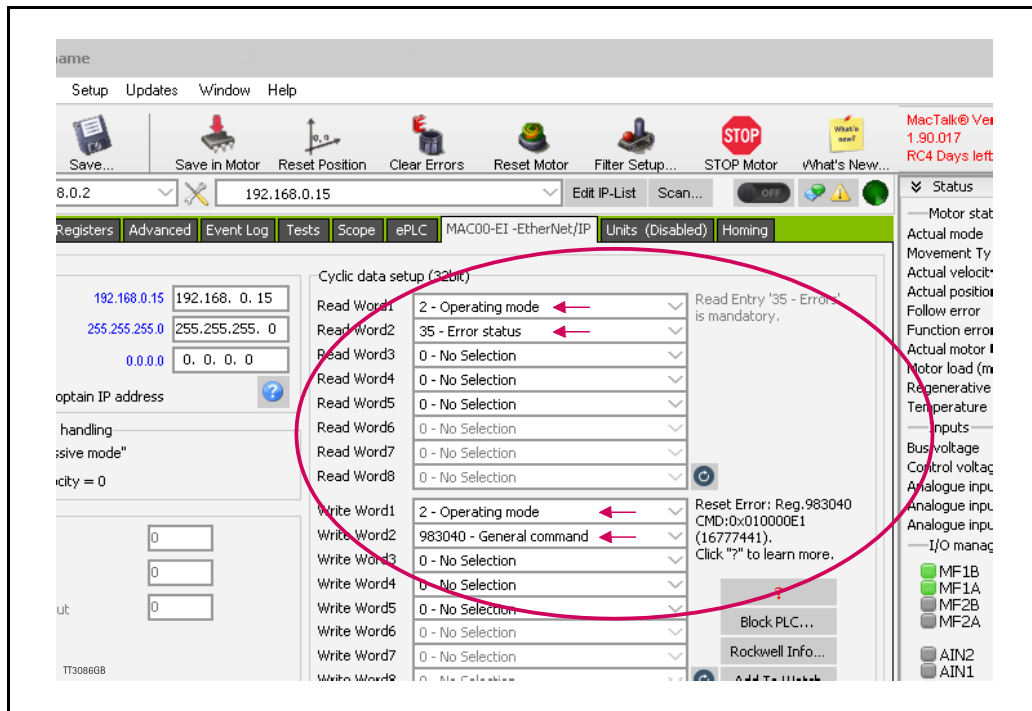 ame
Setup Updates Window Help
Save... Save in Motor Reset Position Clear Errors Reset Motor Filter Setup... STOP Motor What's New...
STOP
What's new?
MacTalk® Ve
1.90.017
RC4 Days left
8.0.2 192.168.0.15 Edit IP-List Scan... OFF
Registers Advanced Event Log Tests Scope ePLC MAC00-EI -EtherNet/IP Units (Disabled) Homing
192.168.0.15 192.168. 0. 15
255.255.255.0 255.255.255. 0
0.0.0.0 0. 0. 0. 0
optain IP address
handling
ssive mode"
city = 0
0
0
ut 0
TT3086GB
Cyclic data setup (32bit)
Read Word1 2 - Operating mode
Read Word2 35 - Error status
Read Word3 0 - No Selection
Read Word4 0 - No Selection
Read Word5 0 - No Selection
Read Word6 0 - No Selection
Read Word7 0 - No Selection
Read Word8 0 - No Selection
Read Entry '35 - Errors'
is mandatory.
Write Word1 2 - Operating mode
Write Word2 983040 - General command
Write Word3 0 - No Selection
Write Word4 0 - No Selection
Write Word5 0 - No Selection
Write Word6 0 - No Selection
Write Word7 0 - No Selection
Write Word8 0 - No Selection
Reset Error: Reg.983040
CMD:0x010000E1
(16777441).
Click "?" to learn more.
?
Block PLC...
Rockwell Info...
Add To Watch
Status
Motor stat
Actual mode
Movement Ty
Actual velocit
Actual position
Follow error
Function error
Actual motor
Motor load (m
Regenerative
Temperature
Inputs
Bus voltage
Control voltag
Analogue inpu
Analogue inpu
Analogue inpu
I/O manag
MF1B
MF1A
MF2B
MF2A
AIN2
AIN1